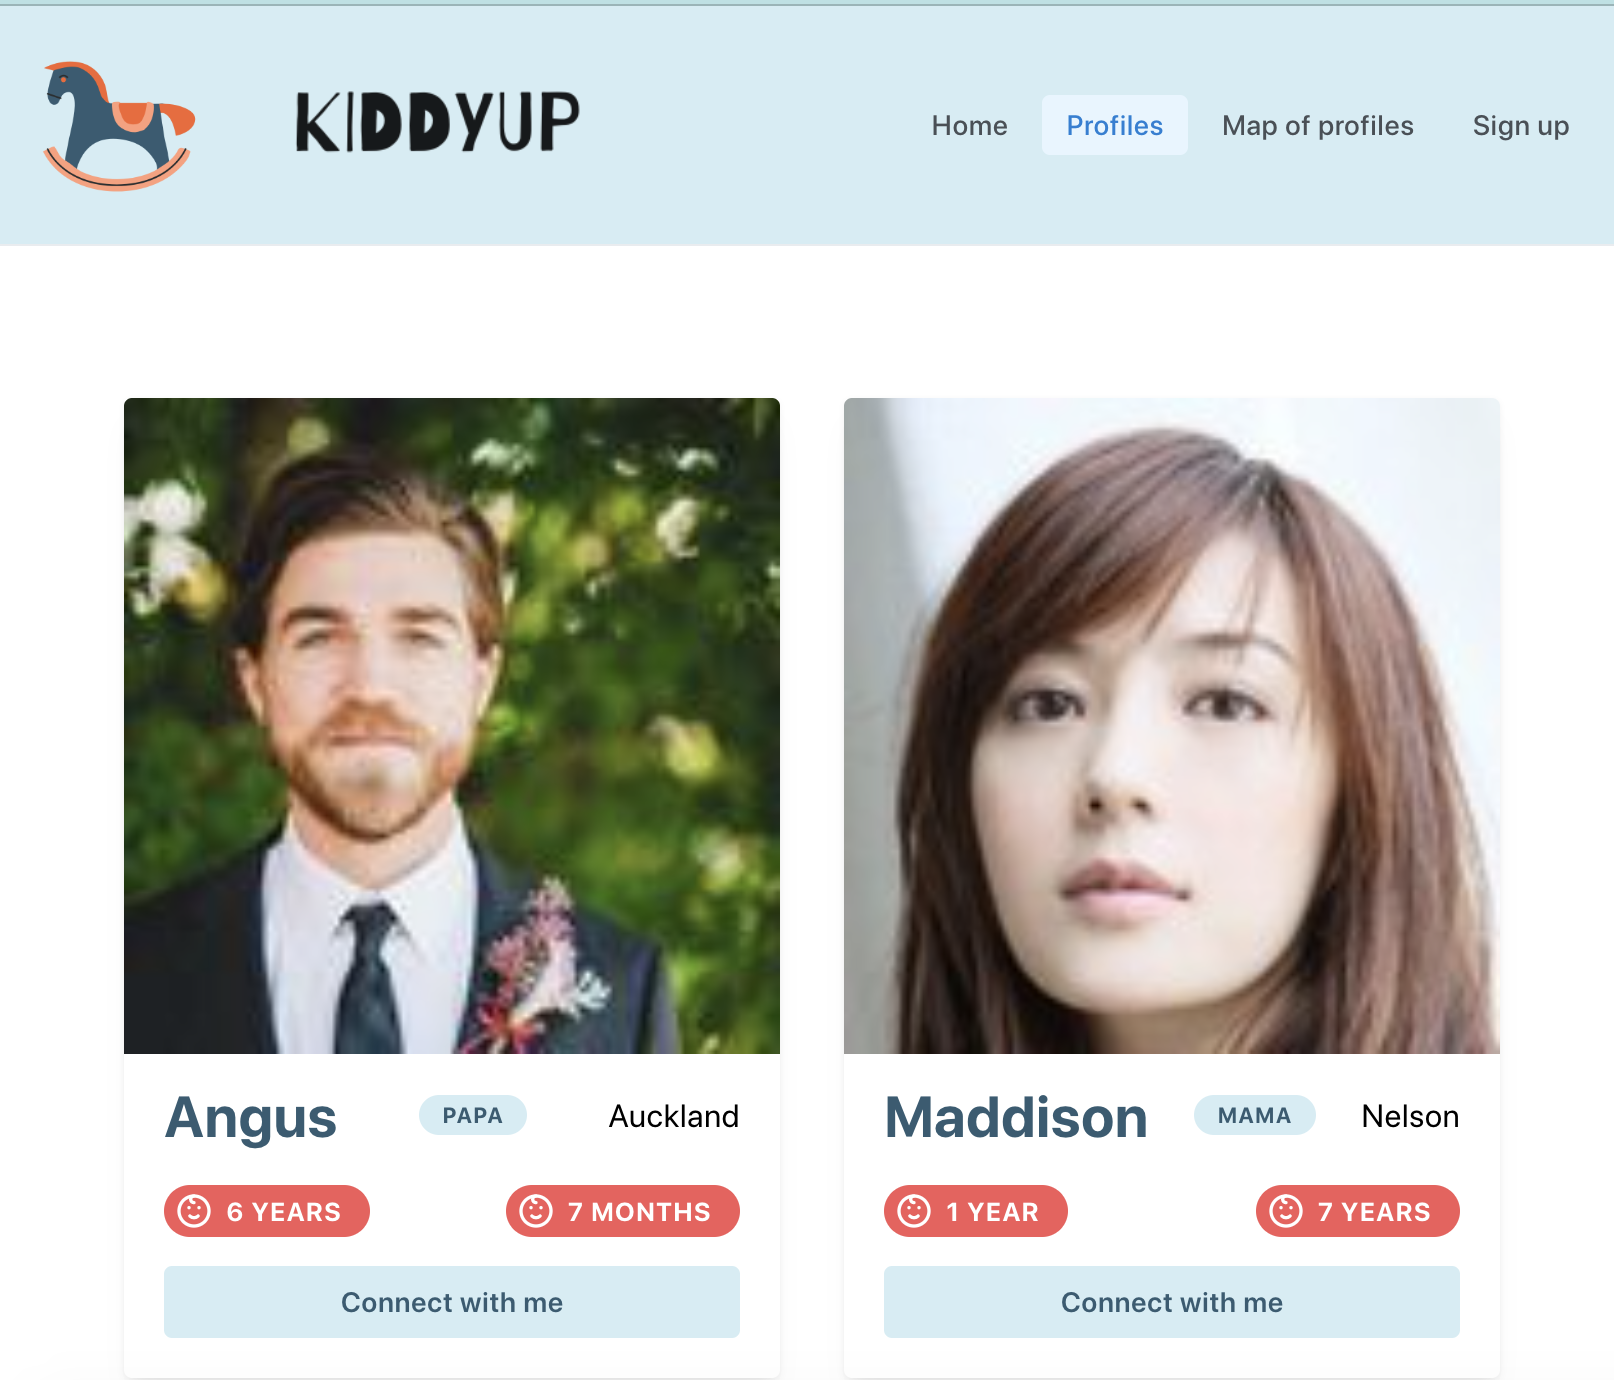 KIDDYUP
Home Profiles Map of profiles Sign up
Angus PAPA Auckland
6 YEARS 7 MONTHS
Connect with me
Maddison MAMA Nelson
1 YEAR 7 YEARS
Connect with me